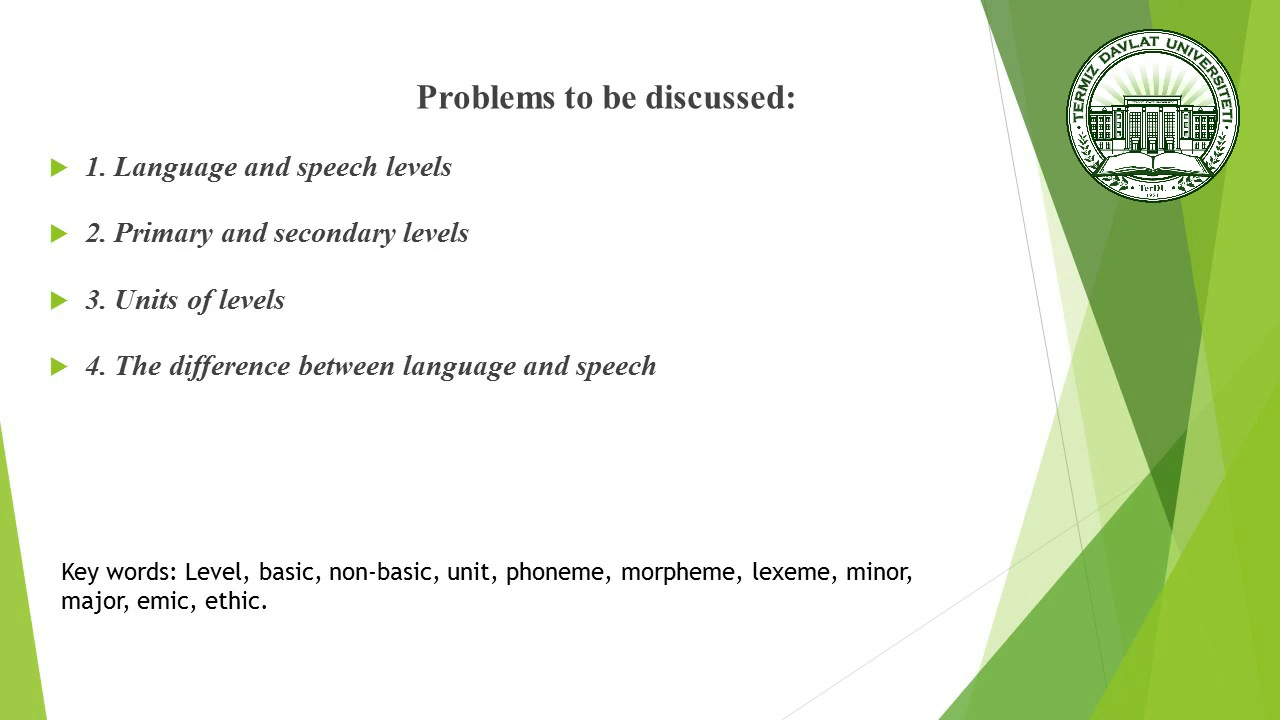 Problems to be discussed:
1. Language and speech levels
2. Primary and secondary levels
3. Units of levels
4. The difference between language and speech
Key words: Level, basic, non-basic, unit, phoneme, morpheme, lexeme, minor,
major, emic, ethic.
TERMIZ DAVLAT UNIVERSITETI
TerDU